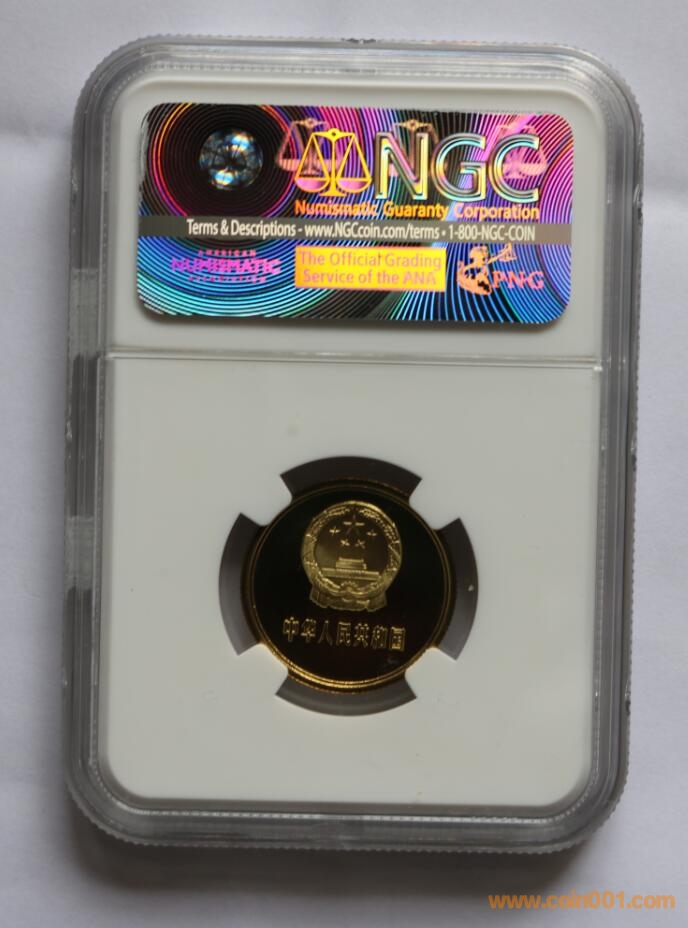 NGC
Numismatic Guaranty Corporation
Terms & Descriptions - www.NGCcoin.com/terms • 1-800-NGC-COIN
AMERICAN
NUMISMATIC
ASSOCIATION
The Official Grading
Service of the ANA
P·N·G
中华人民共和国
www.coin001.com